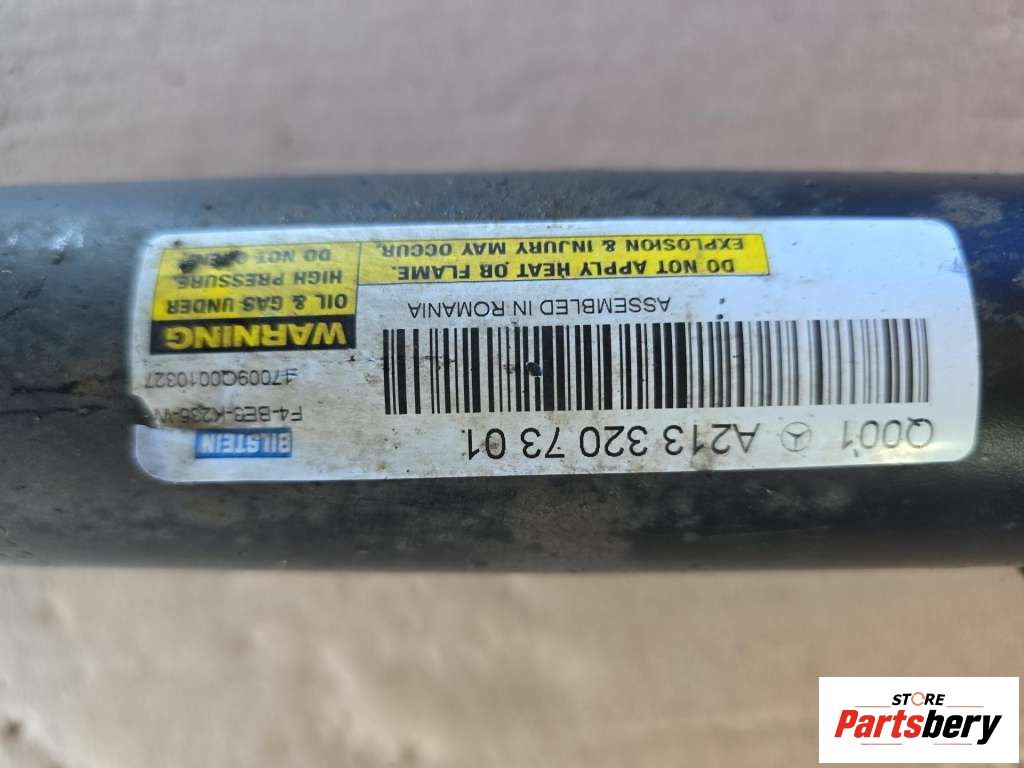 Q001 A213 320 73 01
BILSTEIN
F4-BE3-K236-
17009Q0010327
ASSEMBLED IN ROMANIA
WARNING
OIL & GAS UNDER
HIGH PRESSURE.
DO NOT OPEN.
DO NOT APPLY HEAT OR FLAME.
EXPLOSION & INJURY MAY OCCUR.
STORE
Partsbery